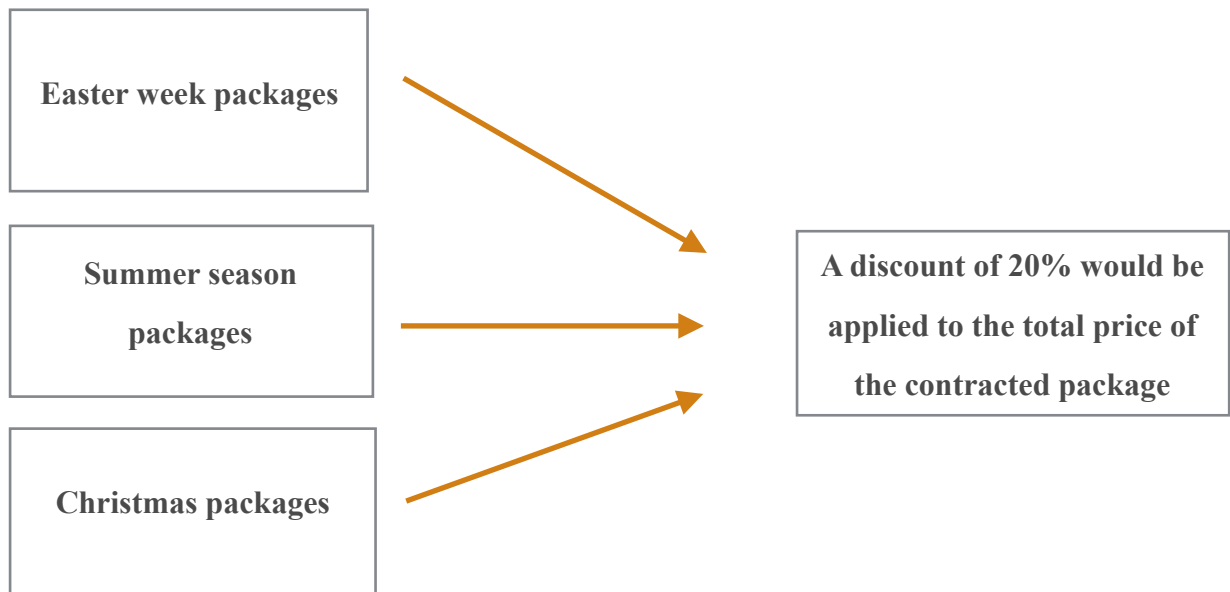 Easter week packages
Summer season
packages
Christmas packages
A discount of 20% would be
applied to the total price of
the contracted package